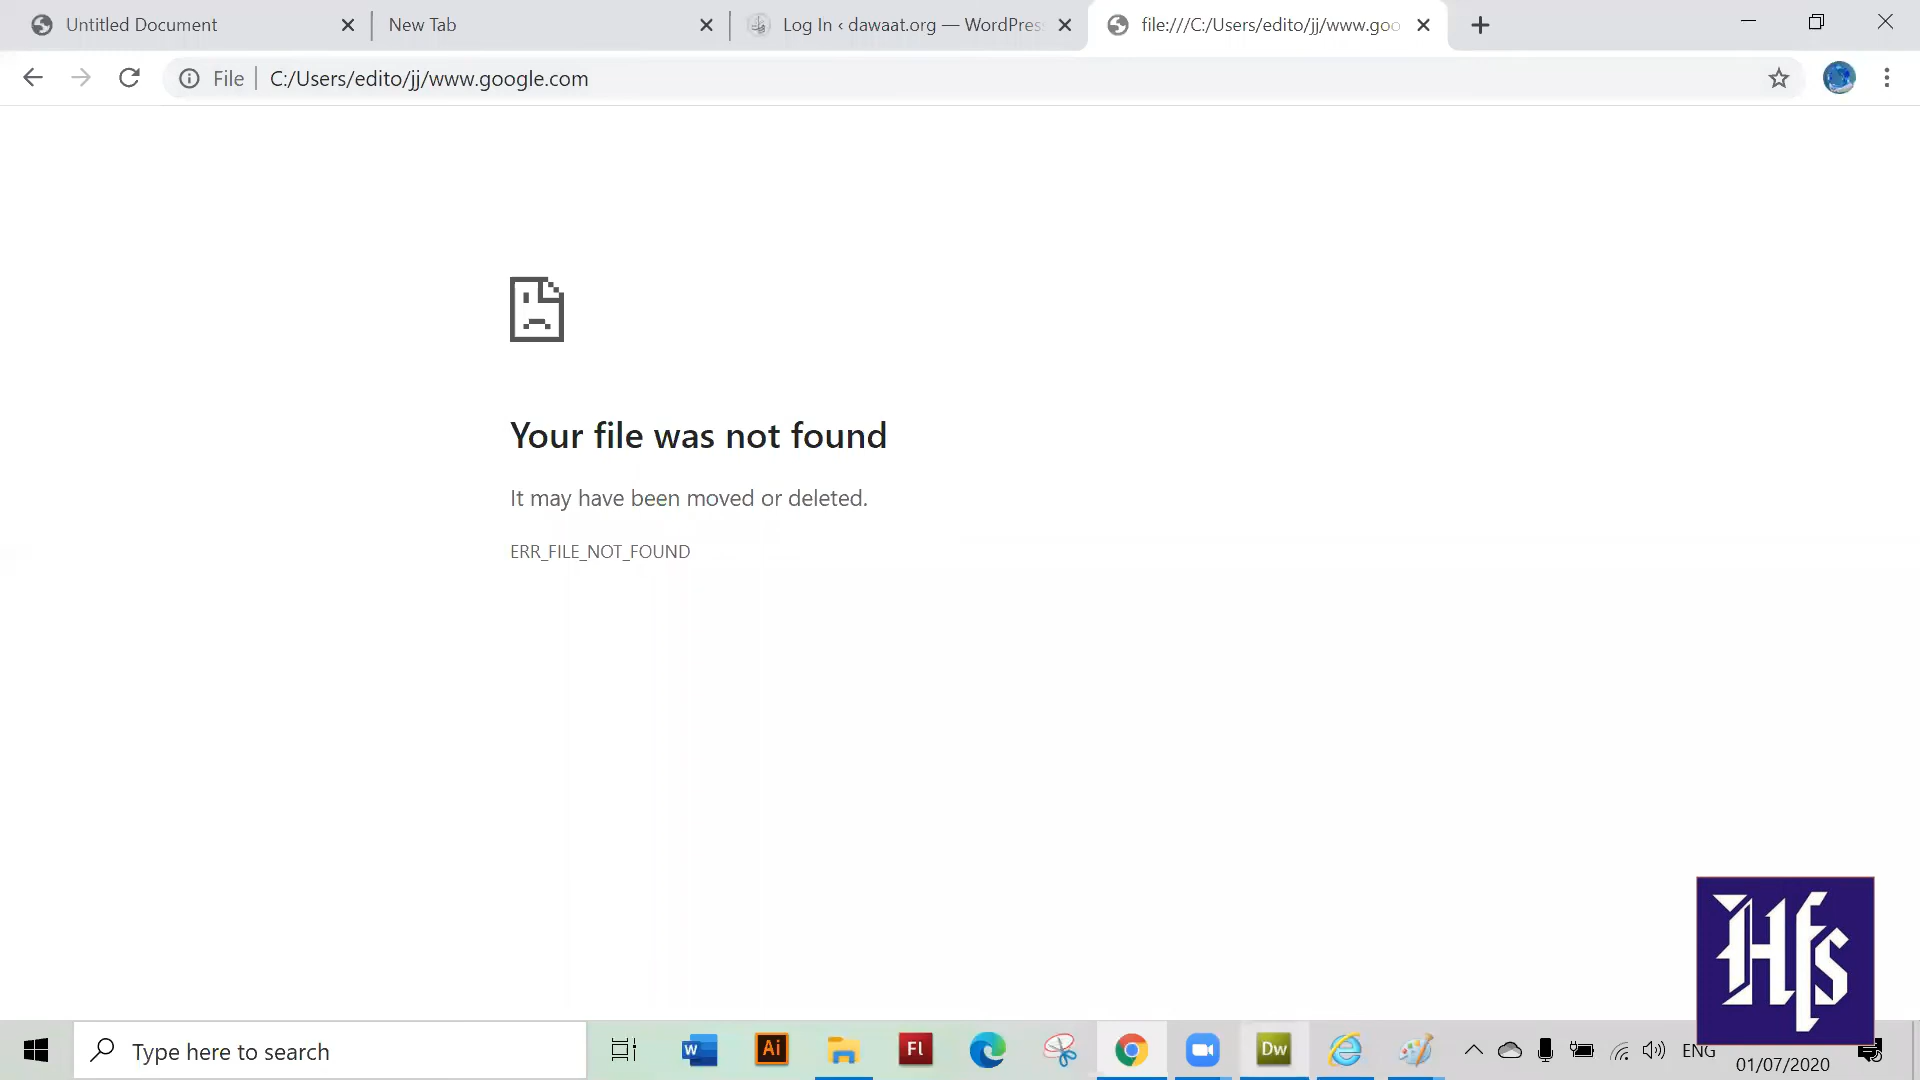 Untitled Document
New Tab
Log In ‹ dawaat.org — WordPres
file:///C:/Users/edito/jj/www.goo
File
C:/Users/edito/jj/www.google.com
Your file was not found
It may have been moved or deleted.
ERR_FILE_NOT_FOUND
Hfs
Type here to search
W
Ai
Fl
Dw
ENG
01/07/2020